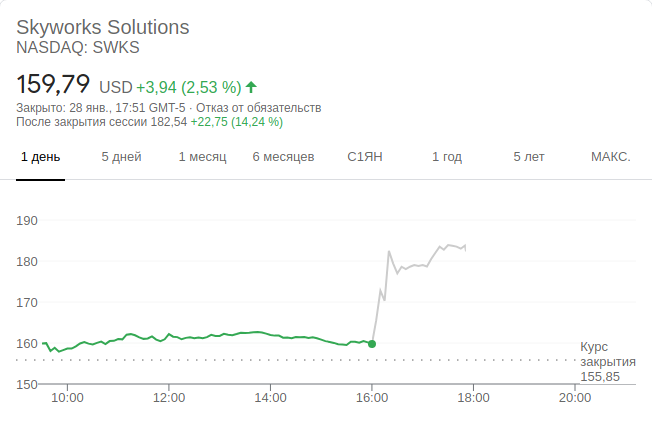 Skyworks Solutions
NASDAQ: SWKS
159,79 USD +3,94 (2,53 %)
Закрыто: 28 янв., 17:51 GMT-5 · Отказ от обязательств
После закрытия сессии 182,54 +22,75 (14,24 %)
1 день 5 дней 1 месяц 6 месяцев С1ЯН 1 год 5 лет МАКС.
190
180
170
160
Курс
закрытия
155,85
150
10:00 12:00 14:00 16:00 18:00 20:00